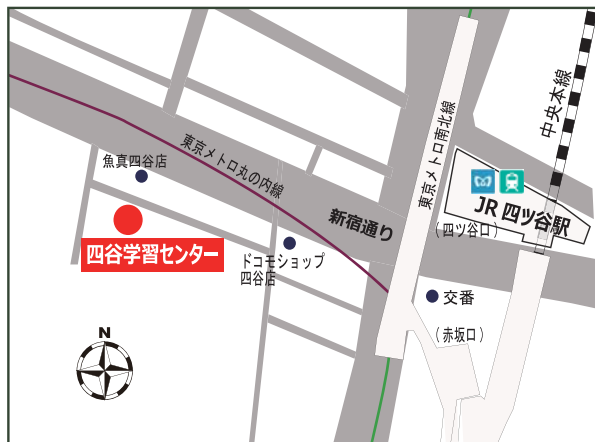 中央本線
東京メトロ南北線
東京メトロ丸の内線
魚真四谷店
JR 四ツ谷駅
新宿通り
(四ツ谷口)
四谷学習センター
ドコモショップ
四谷店
交番
(赤坂口)
N